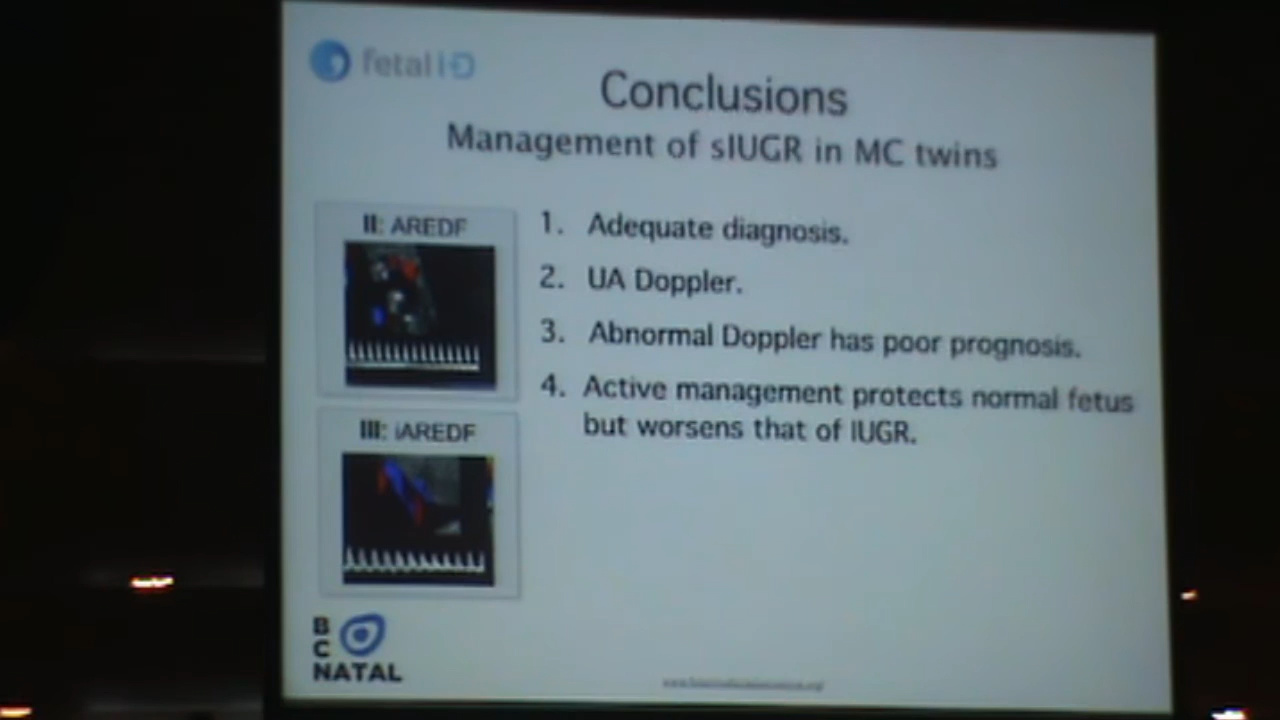 fetal i+D
Conclusions
Management of sIUGR in MC twins
II: AREDF
1. Adequate diagnosis.
2. UA Doppler.
3. Abnormal Doppler has poor prognosis.
4. Active management protects normal fetus
but worsens that of IUGR.
III: iAREDF
B
C
NATAL